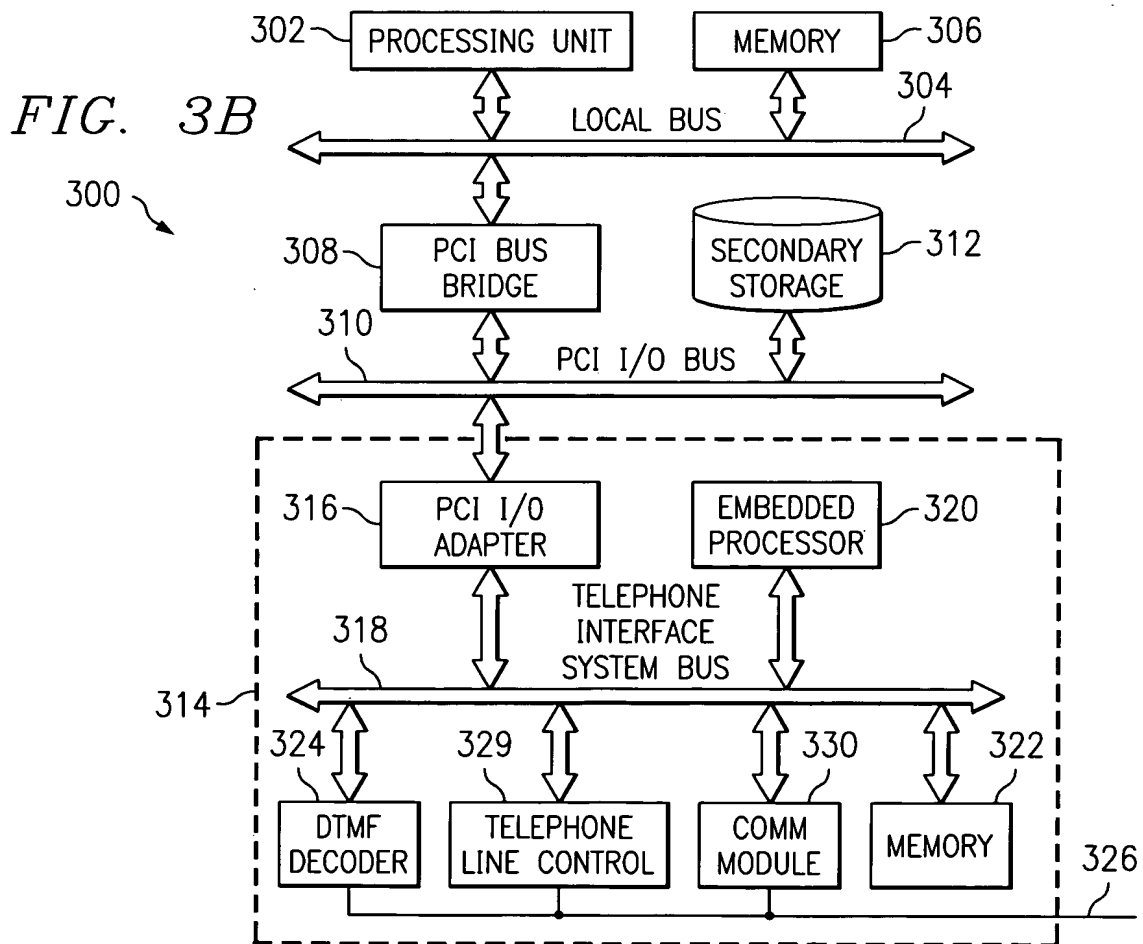 302
PROCESSING UNIT
MEMORY
306
304
FIG. 3B
LOCAL BUS
300
308
PCI BUS
BRIDGE
SECONDARY
STORAGE
312
310
PCI I/O BUS
316
PCI I/O
ADAPTER
EMBEDDED
PROCESSOR
320
TELEPHONE
INTERFACE
SYSTEM BUS
318
314
324
329
330
322
DTMF
DECODER
TELEPHONE
LINE CONTROL
COMM
MODULE
MEMORY
326